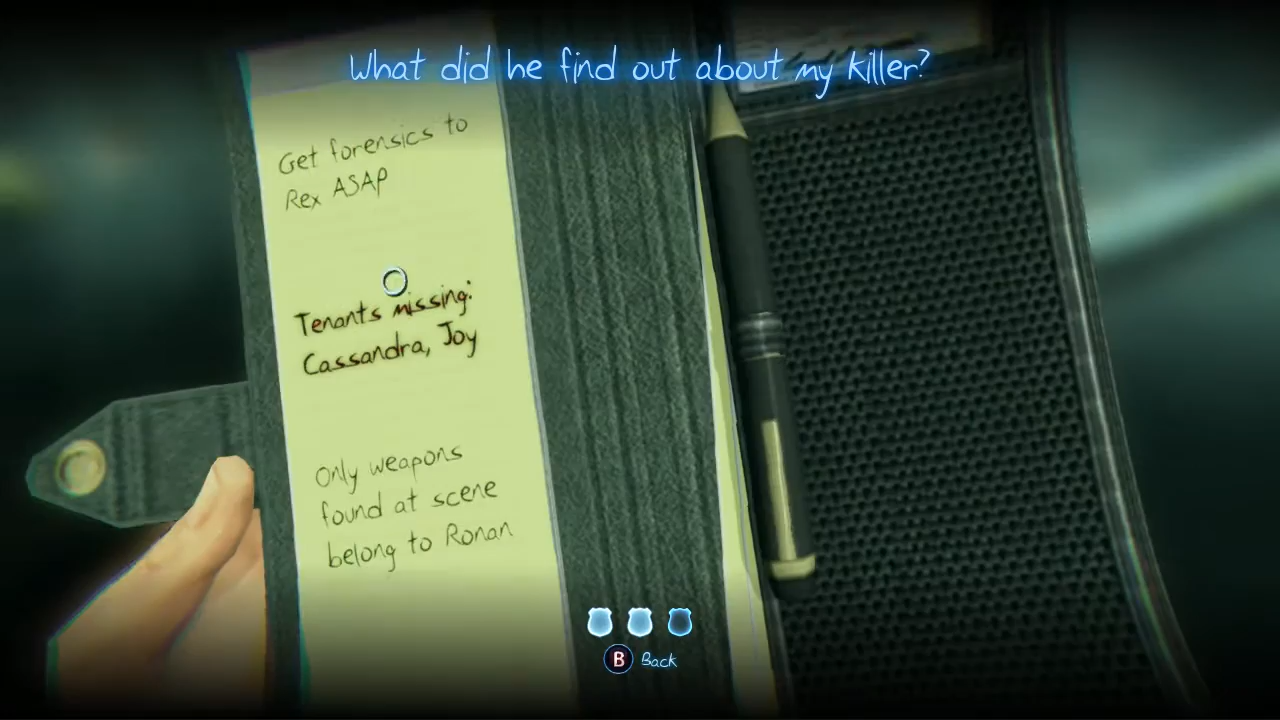 What did he find out about my killer?
Get forensics to
Rex ASAP
Tenants missing:
Cassandra, Joy
Only weapons
found at scene
belong to Ronan
B Back